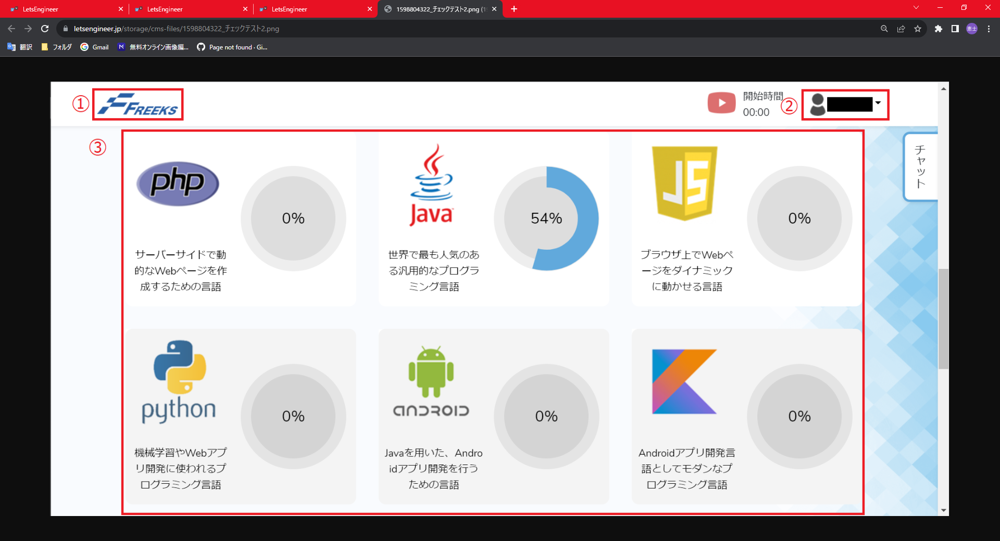 LetsEngineer
LetsEngineer
LetsEngineer
1598804322_チェックテスト2.png (1
letsengineer.jp/storage/cms-files/1598804322_チェックテスト2.png
恵士
翻訳
フォルダ
Gmail
無料オンライン画像編...
Page not found · Gi...
①
FREEKS
開始時間
00:00
②
③
チャット
php
0%
サーバーサイドで動
的なWebページを作
成するための言語
Java
54%
世界で最も人気のあ
る汎用的なプログラ
ミング言語
JS
0%
ブラウザ上でWebペ
ージをダイナミック
に動かせる言語
python
0%
機械学習やWebアプ
リ開発に使われるプ
ログラミング言語
ANDROID
0%
Javaを用いた、Andro
idアプリ開発を行う
ための言語
0%
Androidアプリ開発言
語としてモダンなプ
ログラミング言語